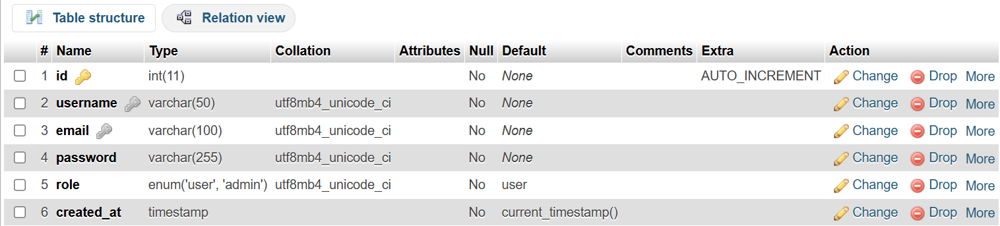 Table structure Relation view
# Name Type Collation Attributes Null Default Comments Extra Action
1 id int(11) No None AUTO_INCREMENT Change Drop More
2 username varchar(50) utf8mb4_unicode_ci No None Change Drop More
3 email varchar(100) utf8mb4_unicode_ci No None Change Drop More
4 password varchar(255) utf8mb4_unicode_ci No None Change Drop More
5 role enum('user', 'admin') utf8mb4_unicode_ci No user Change Drop More
6 created_at timestamp No current_timestamp() Change Drop More